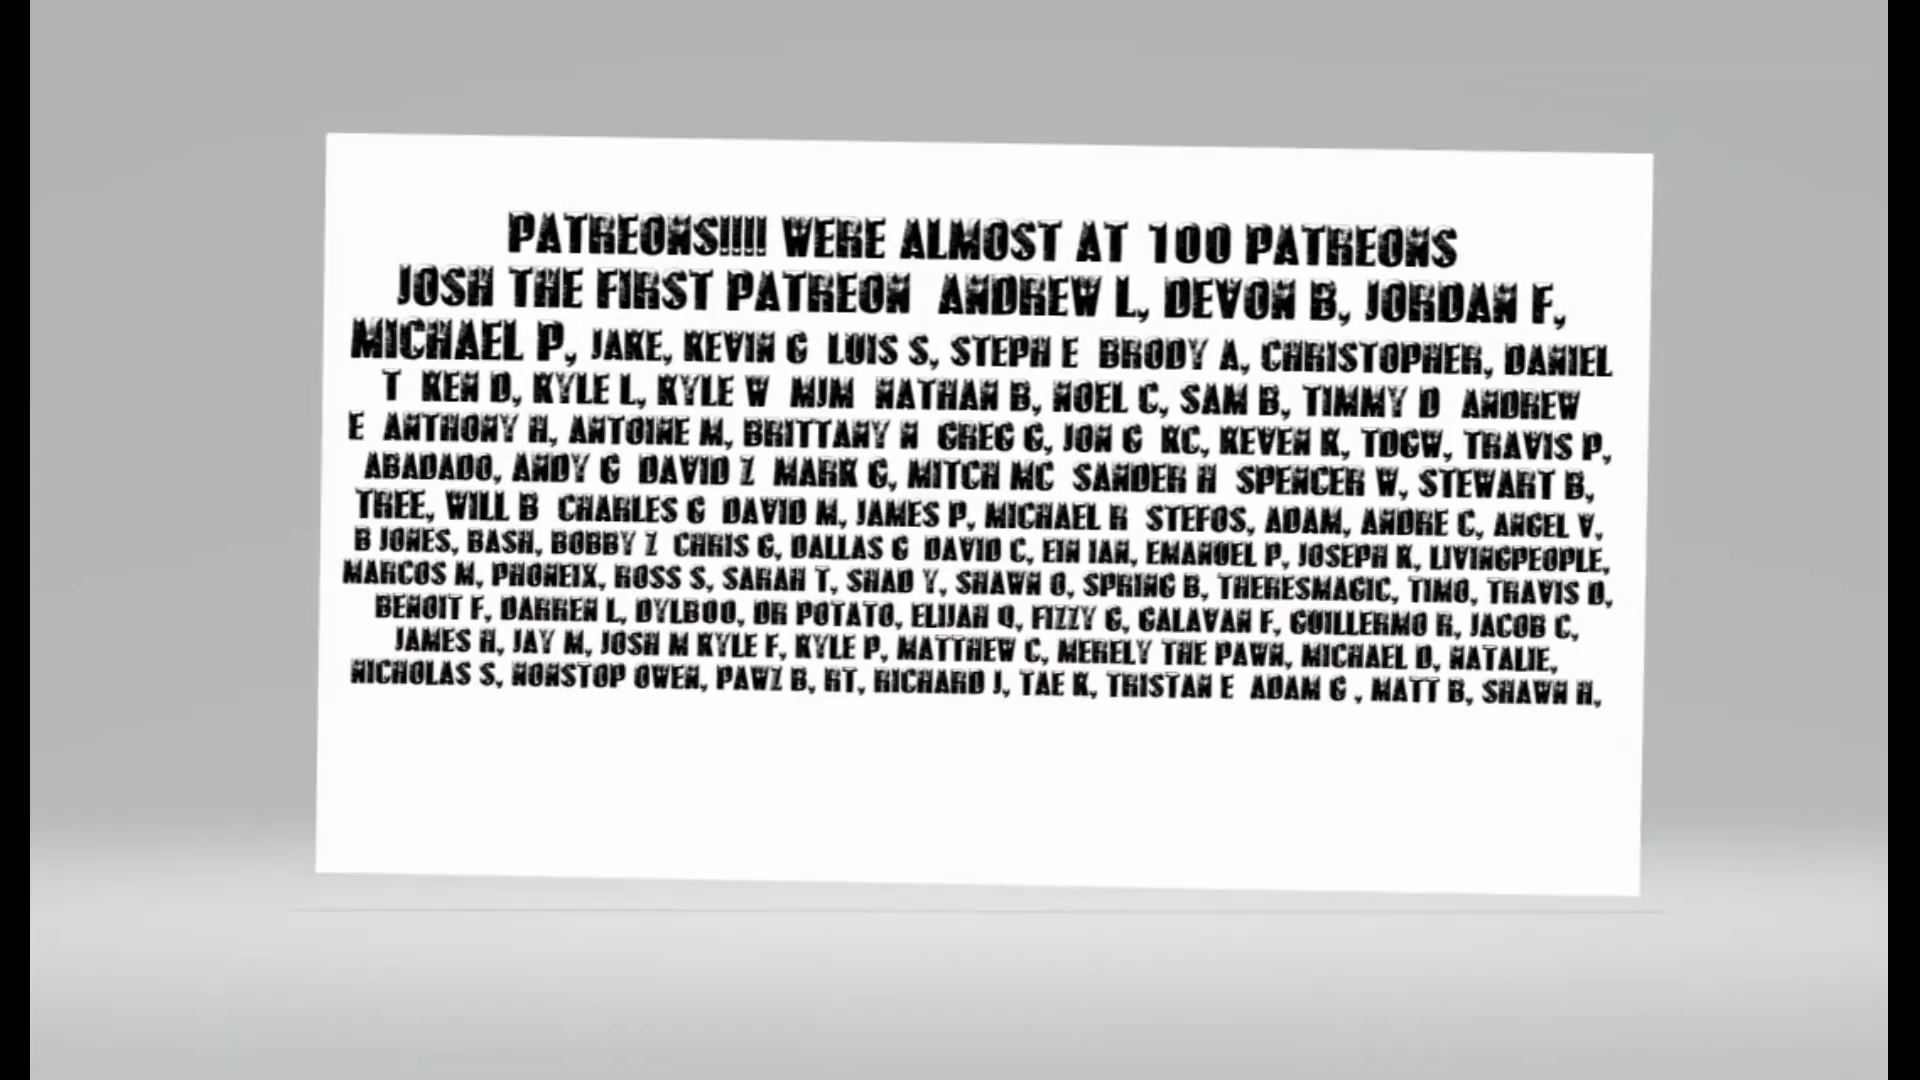 PATREONS!!!! WERE ALMOST AT 100 PATREONS
JOSH THE FIRST PATREON ANDREW L, DEVON B, JORDAN F,
MICHAEL P, JAKE, KEVIN G LUIS S, STEPH E BRODY A, CHRISTOPHER, DANIEL
T KEN D, KYLE L, KYLE W MJM NATHAN B, NOEL C, SAM B, TIMMY D ANDREW
E ANTHONY H, ANTOINE M, BRITTANY N GREG G, JON G KC, KEVEN K, TDGW, TRAVIS P,
ABADADO, ANDY G DAVID Z MARK G, MITCH MC SANDER H SPENCER W, STEWART B,
TREE, WILL B CHARLES G DAVID M, JAMES P, MICHAEL R STEFOS, ADAM, ANDRE C, ANGEL V,
B JONES, BASH, BOBBY Z CHRIS G, DALLAS G DAVID C, EIN IAN, EMANUEL P, JOSEPH K, LIVINGPEOPLE,
MARCOS M, PHONEIX, ROSS S, SARAH T, SHAD Y, SHAWN O, SPRING B, THERESMAGIC, TIMO, TRAVIS D,
BENOIT F, DARREN L, DYLBOO, DR POTATO, ELIJAH Q, FIZZY G, GALAVAN F, GUILLERMO R, JACOB C,
JAMES H, JAY M, JOSH M KYLE F, KYLE P, MATTHEW C, MERELY THE PAWN, MICHAEL D, NATALIE,
NICHOLAS S, NONSTOP OWEN, PAWZ B, RT, RICHARD J, TAE K, TRISTAN E ADAM G , MATT B, SHAWN H,